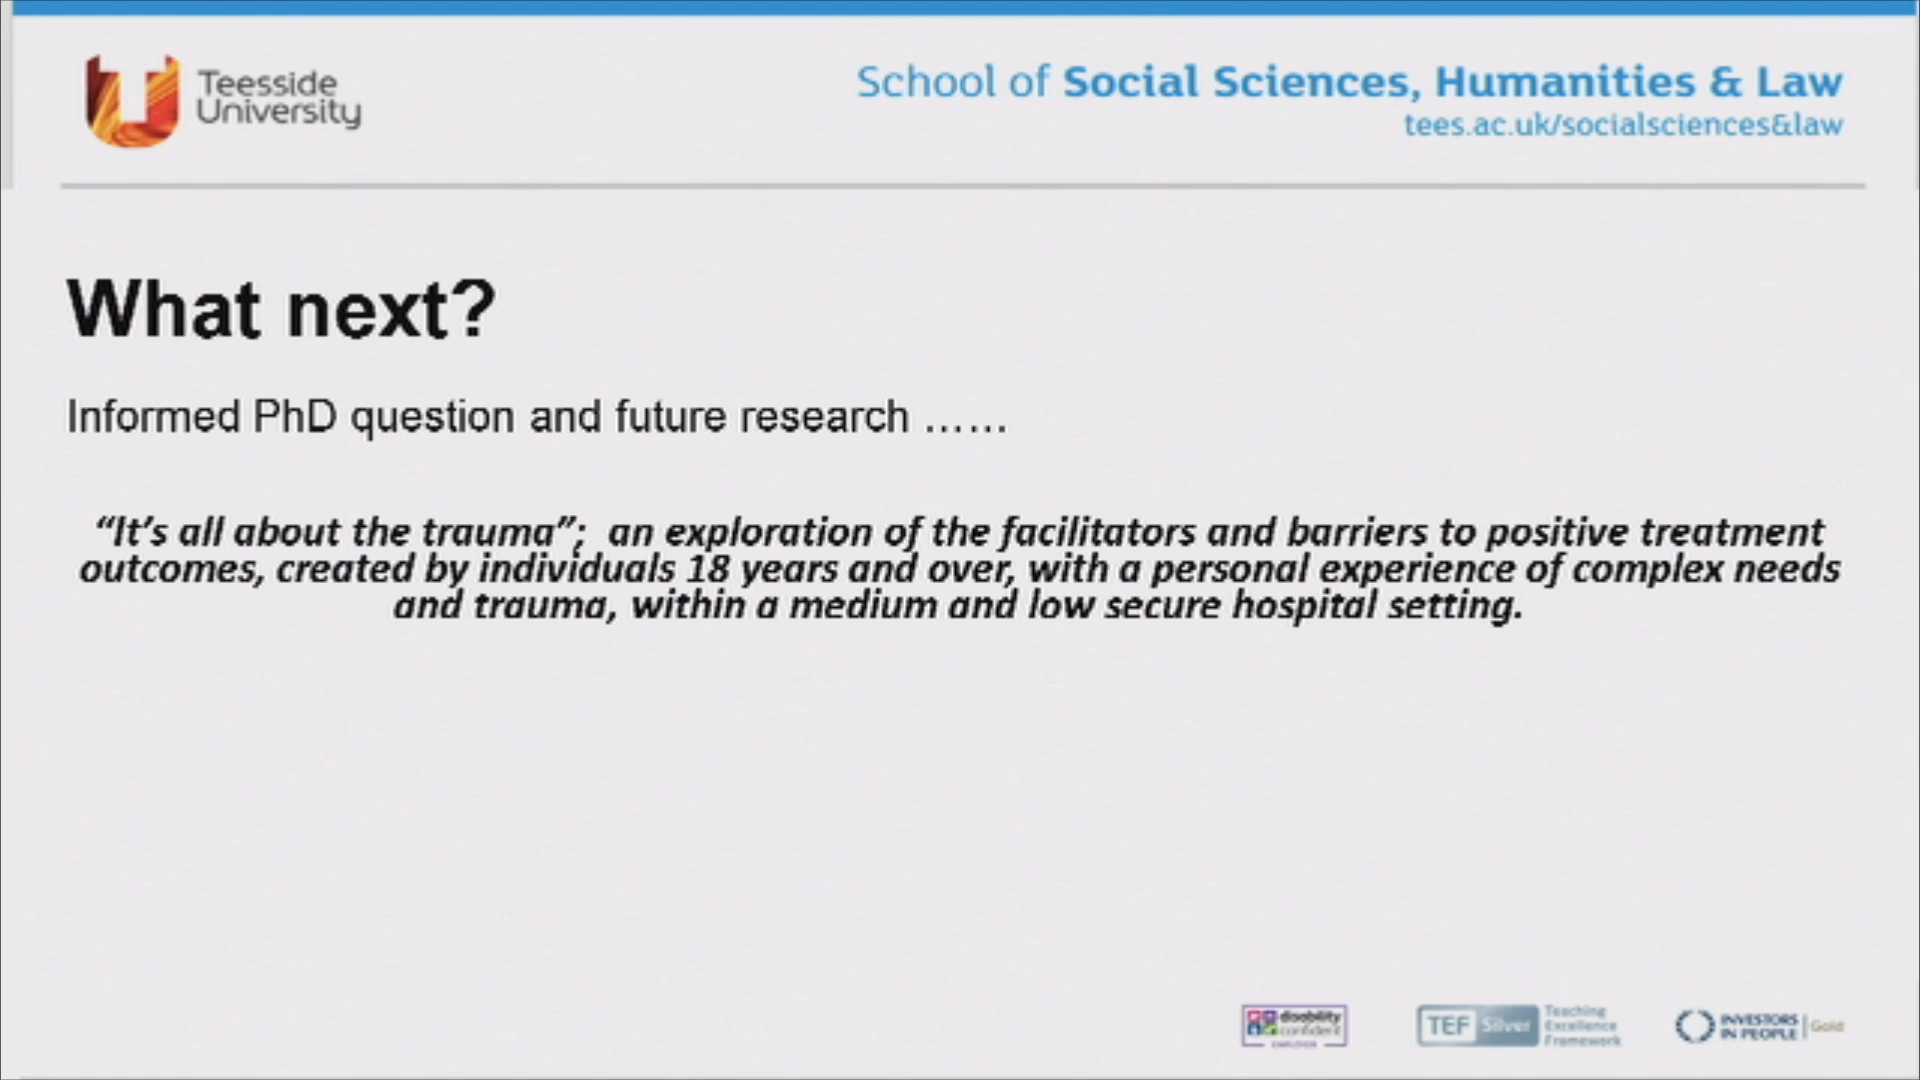 Teesside
University
School of Social Sciences, Humanities & Law
tees.ac.uk/socialsciences&law
What next?
Informed PhD question and future research ……
“It’s all about the trauma”;  an exploration of the facilitators and barriers to positive treatment
outcomes, created by individuals 18 years and over, with a personal experience of complex needs
and trauma, within a medium and low secure hospital setting.
disability
confident
EMPLOYER
TEF Silver
Teaching
Excellence
Framework
INVESTORS
IN PEOPLE
Gold